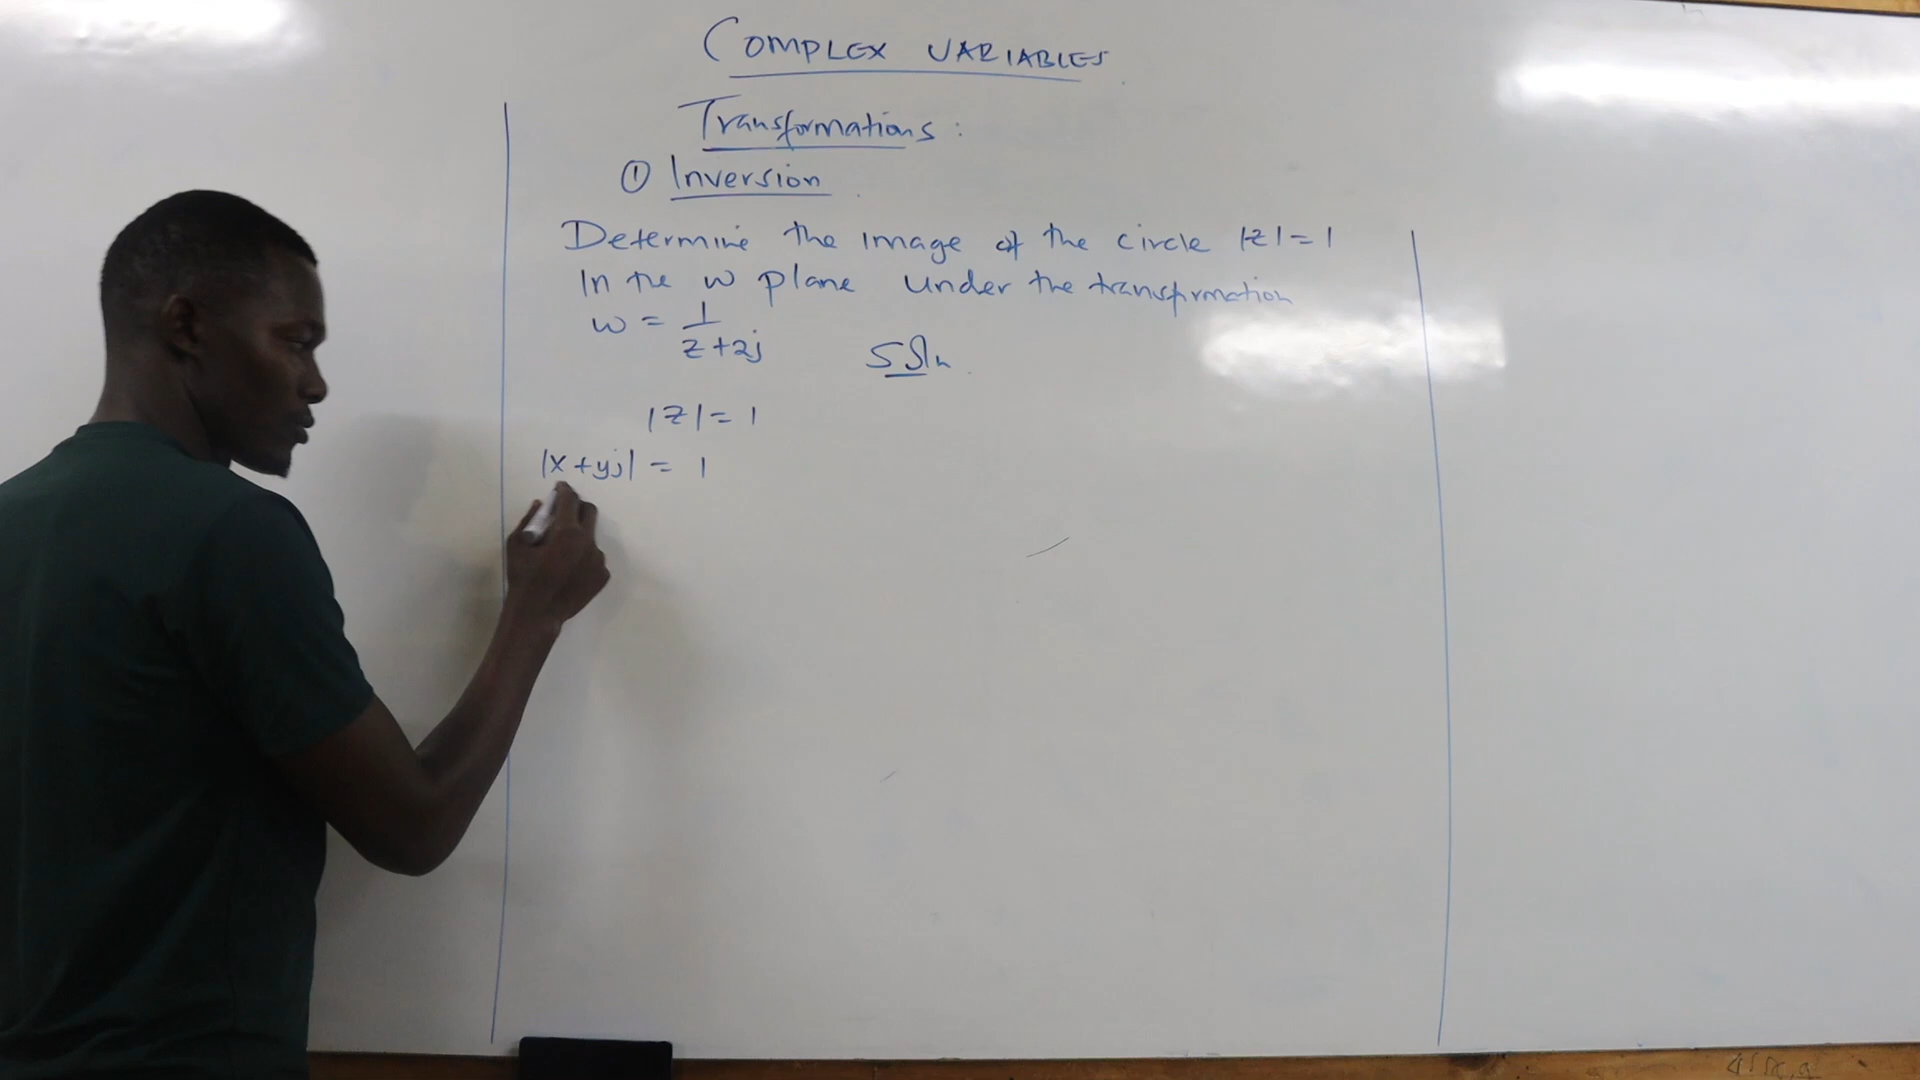 COMPLEX VARIABLES
Transformations:
① Inversion
Determine the image of the circle |z| = 1
In the w plane under the transformation
w = 1/(z+2j)
Soln
|z| = 1
|x + yj| = 1